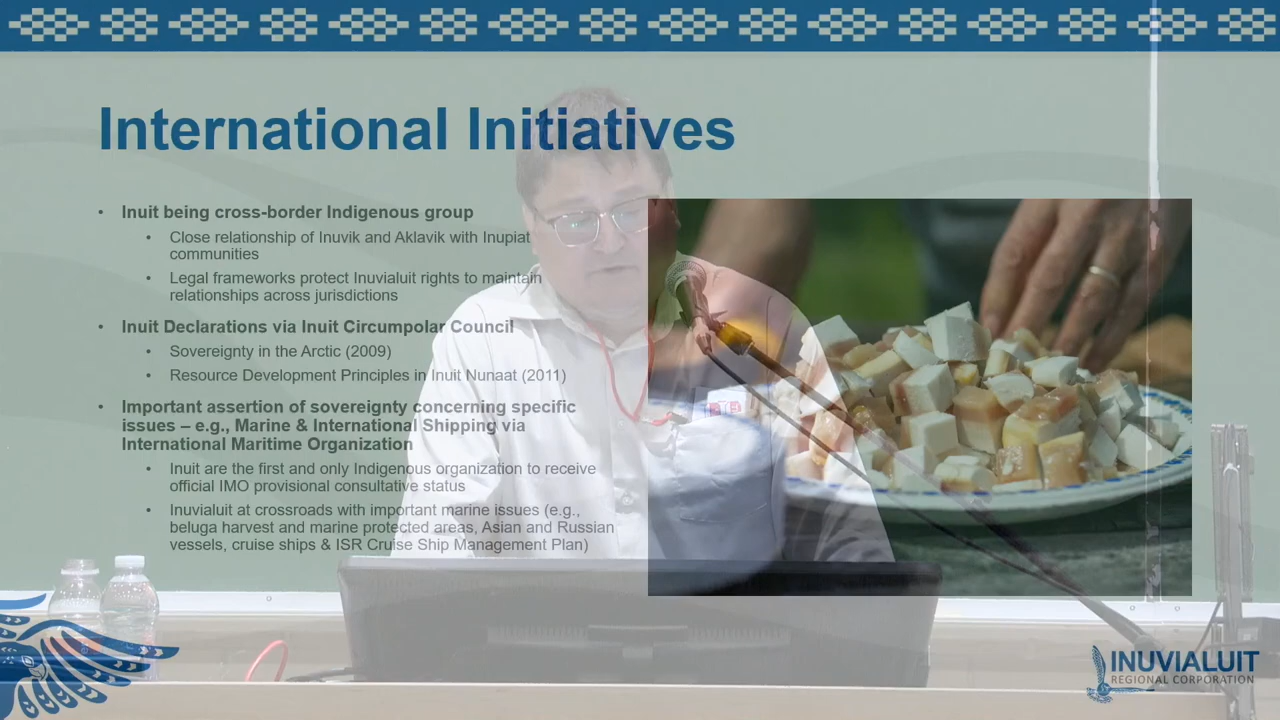 International Initiatives
• Inuit being cross-border Indigenous group
• Close relationship of Inuvik and Aklavik with Inupiat
communities
• Legal frameworks protect Inuvialuit rights to maintain
relationships across jurisdictions
• Inuit Declarations via Inuit Circumpolar Council
• Sovereignty in the Arctic (2009)
• Resource Development Principles in Inuit Nunaat (2011)
• Important assertion of sovereignty concerning specific
issues – e.g., Marine & International Shipping via
International Maritime Organization
• Inuit are the first and only Indigenous organization to receive
official IMO provisional consultative status
• Inuvialuit at crossroads with important marine issues (e.g.,
beluga harvest and marine protected areas, Asian and Russian
vessels, cruise ships & ISR Cruise Ship Management Plan)
INUVIALUIT
REGIONAL CORPORATION